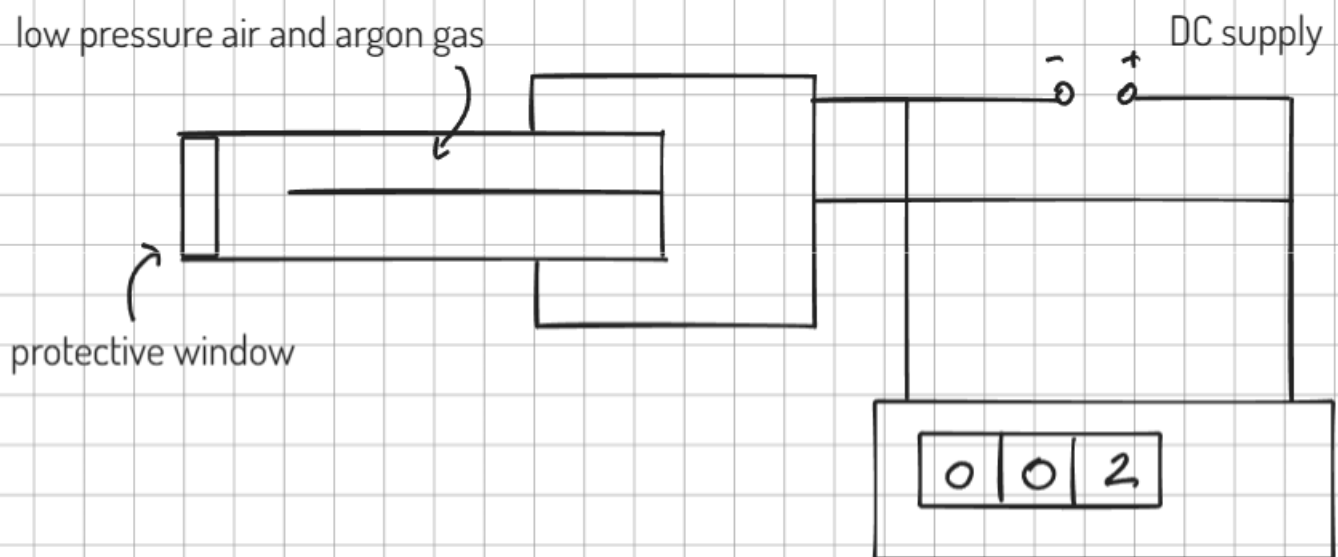 low pressure air and argon gas
DC supply
- +
protective window
0 0 2